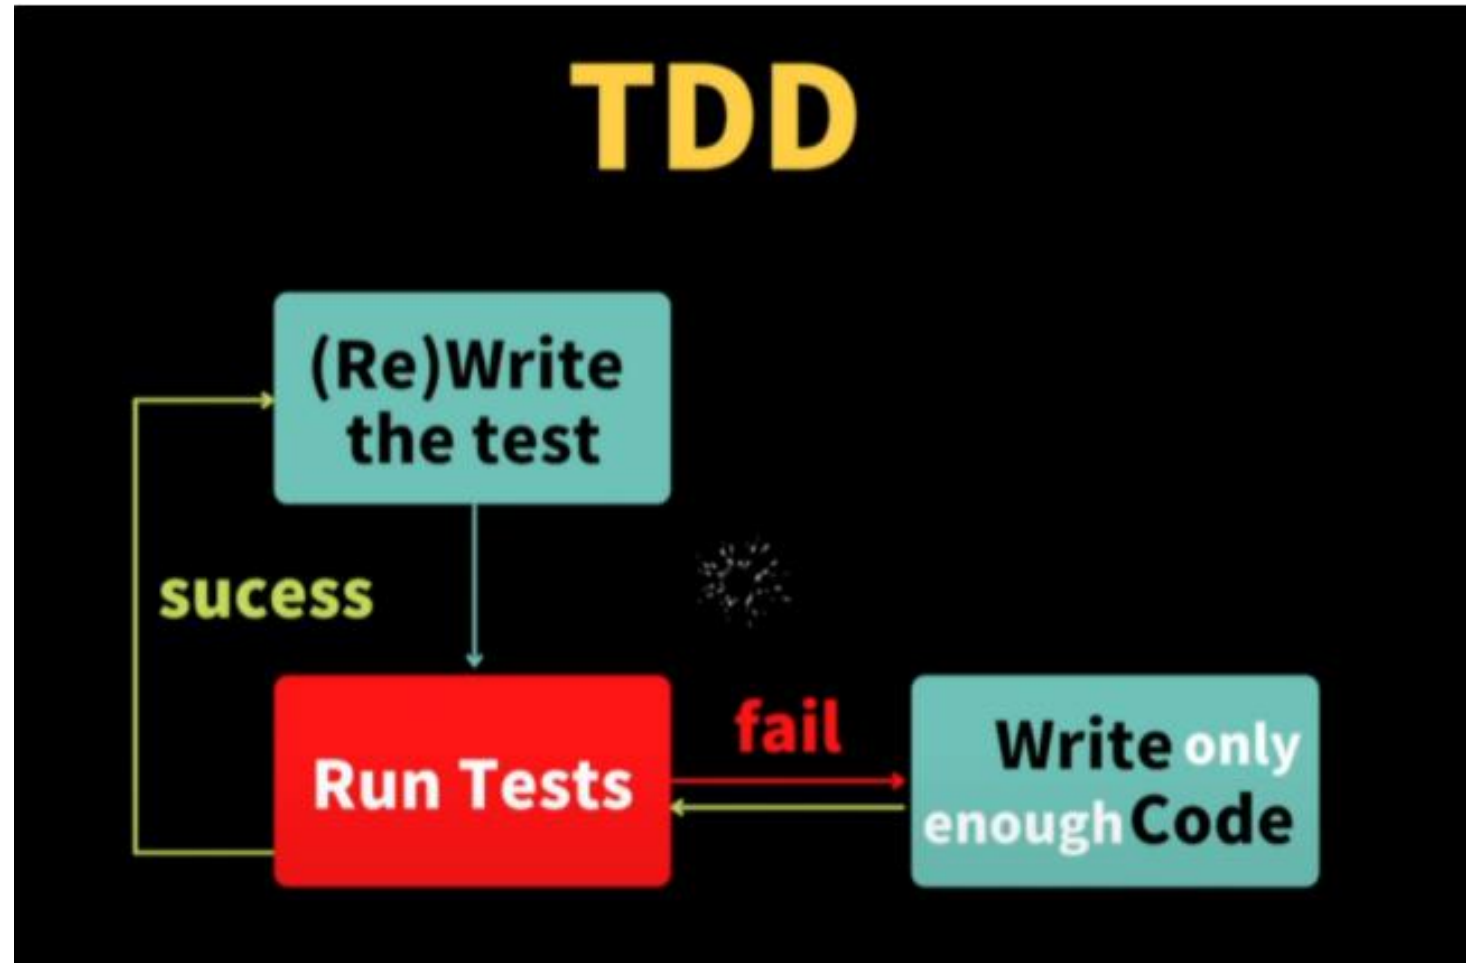 TDD
(Re)Write
the test
sucess
fail
Run Tests
Write only
enough Code